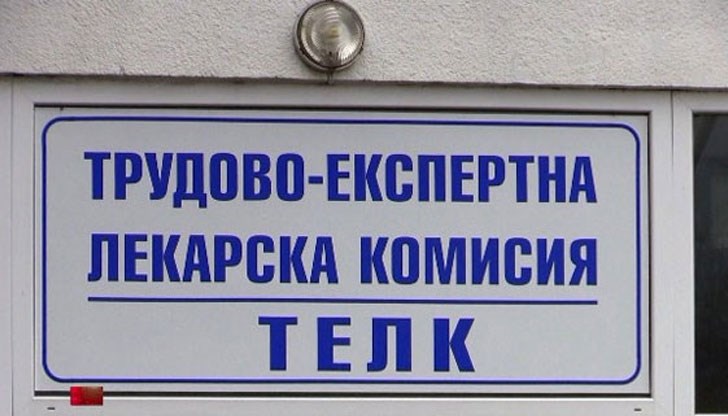 ТРУДОВО-ЕКСПЕРТНА
ЛЕКАРСКА КОМИСИЯ
ТЕЛК